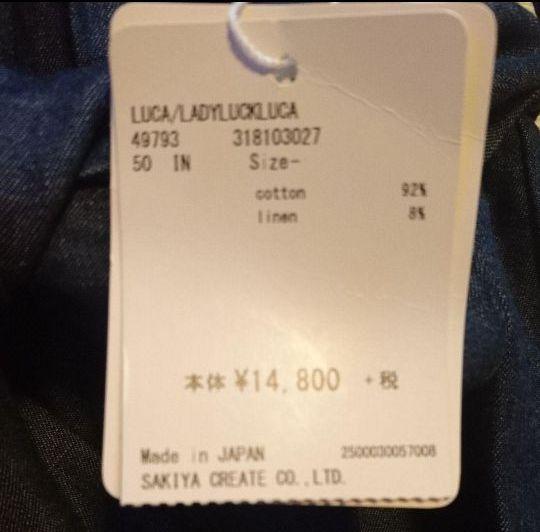 LUCA/LADYLUCKLUCA
49793 318103027
50 IN Size-
cotton 92%
linen 8%
本体 ¥14,800 +税
Made in JAPAN 2500030057008
SAKIYA CREATE CO.,LTD.